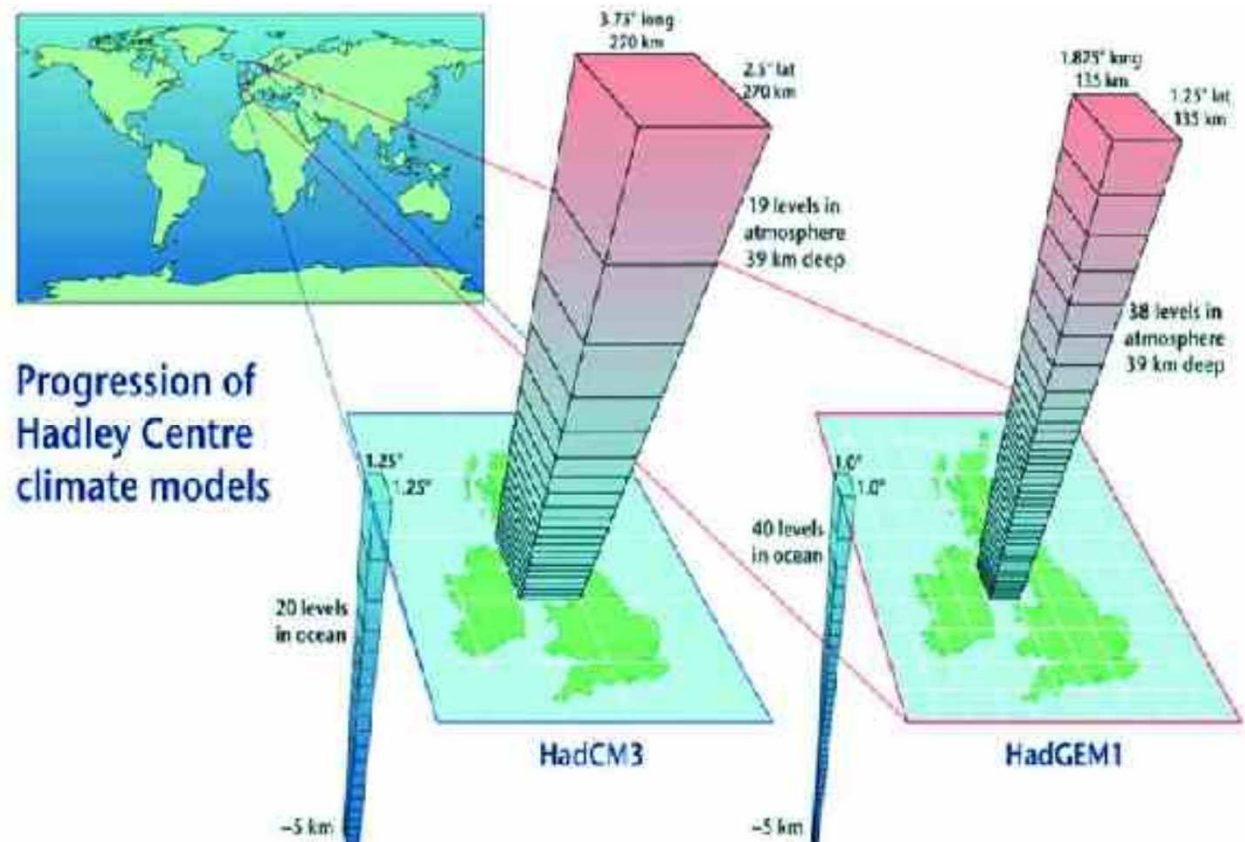 3.75° long
270 km
2.5° lat
270 km
1.875° long
135 km
1.25° lat
135 km
19 levels in
atmosphere
39 km deep
38 levels in
atmosphere
39 km deep
Progression of
Hadley Centre
climate models
1.25°
1.25°
1.0°
1.0°
40 levels
in ocean
20 levels
in ocean
HadCM3
HadGEM1
–5 km
–5 km